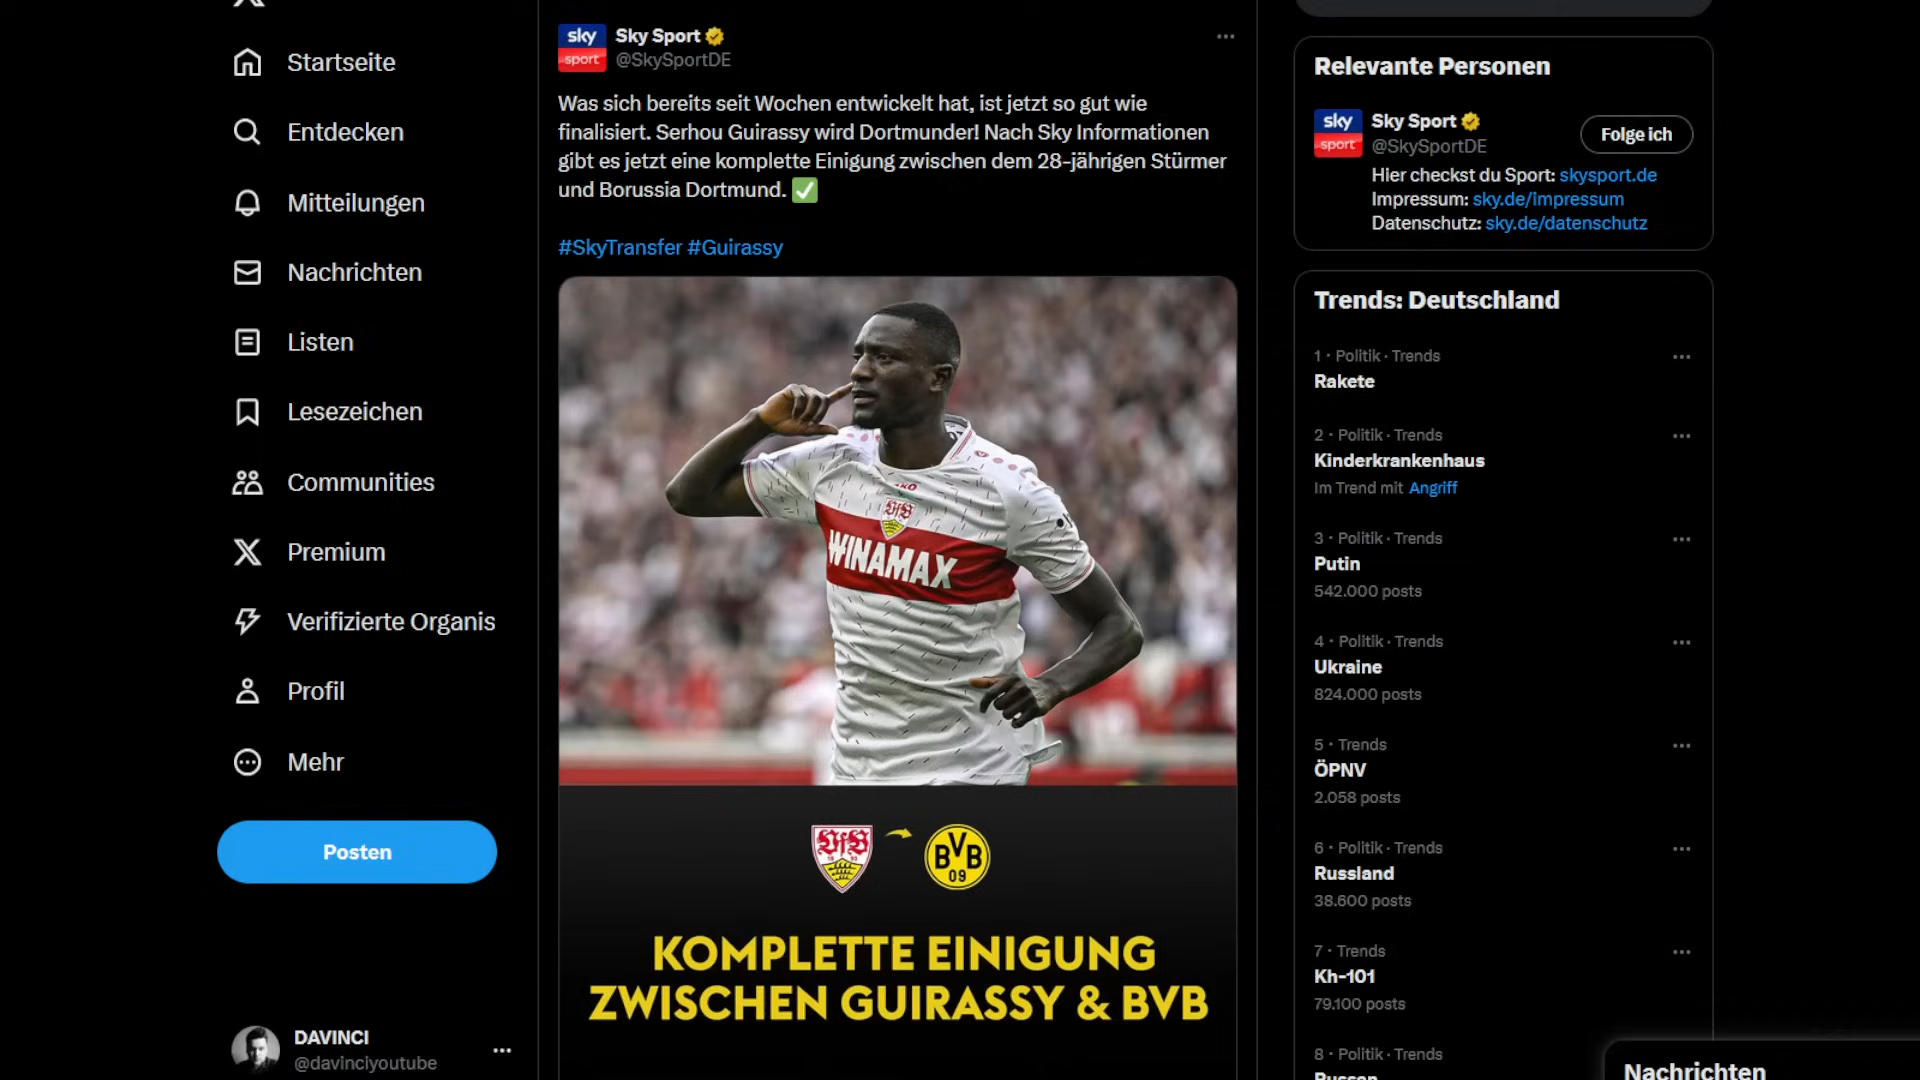 Startseite
Entdecken
Mitteilungen
Nachrichten
Listen
Lesezeichen
Communities
Premium
Verifizierte Organis
Profil
Mehr
Posten
DAVINCI
@davinciyoutube
sky
sport
Sky Sport
@SkySportDE
Was sich bereits seit Wochen entwickelt hat, ist jetzt so gut wie
finalisiert. Serhou Guirassy wird Dortmunder! Nach Sky Informationen
gibt es jetzt eine komplette Einigung zwischen dem 28-jährigen Stürmer
und Borussia Dortmund. ✅
#SkyTransfer #Guirassy
JAKO
VfB
WINAMAX
VfB
1893
BVB
09
KOMPLETTE EINIGUNG
ZWISCHEN GUIRASSY & BVB
Relevante Personen
sky
sport
Sky Sport
@SkySportDE
Folge ich
Hier checkst du Sport: skysport.de
Impressum: sky.de/impressum
Datenschutz: sky.de/datenschutz
Trends: Deutschland
1 · Politik · Trends
Rakete
2 · Politik · Trends
Kinderkrankenhaus
Im Trend mit Angriff
3 · Politik · Trends
Putin
542.000 posts
4 · Politik · Trends
Ukraine
824.000 posts
5 · Trends
ÖPNV
2.058 posts
6 · Politik · Trends
Russland
38.600 posts
7 · Trends
Kh-101
79.100 posts
8 · Politik · Trends
Russen
Nachrichten